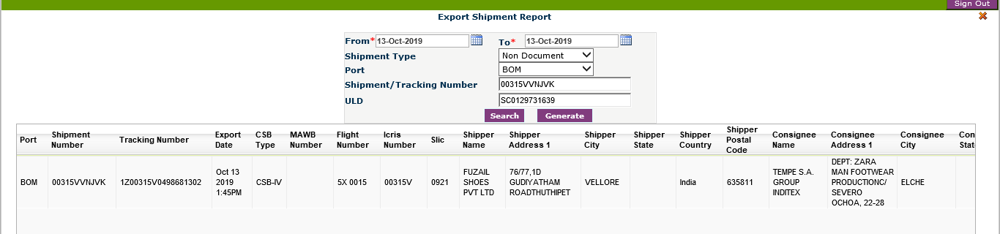 Sign Out
Export Shipment Report
From* 13-Oct-2019 To* 13-Oct-2019
Shipment Type Non Document
Port BOM
Shipment/Tracking Number 00315VVNJVK
ULD SC0129731639
Search Generate
Port Shipment Number Tracking Number Export Date CSB Type MAWB Number Flight Number Icris Number Slic Shipper Name Shipper Address 1 Shipper City Shipper State Shipper Country Shipper Postal Code Consignee Name Consignee Address 1 Consignee City
BOM 00315VVNJVK 1Z00315V0498681302 Oct 13 2019 1:45PM CSB-IV 5X 0015 00315V 0921 FUZAIL SHOES PVT LTD 76/77,1D GUDIYATHAM ROADTHUTHIPET VELLORE India 635811 TEMPE S.A. GROUP INDITEX DEPT: ZARA MAN FOOTWEAR PRODUCTIONC/ SEVERO OCHOA, 22-28 ELCHE